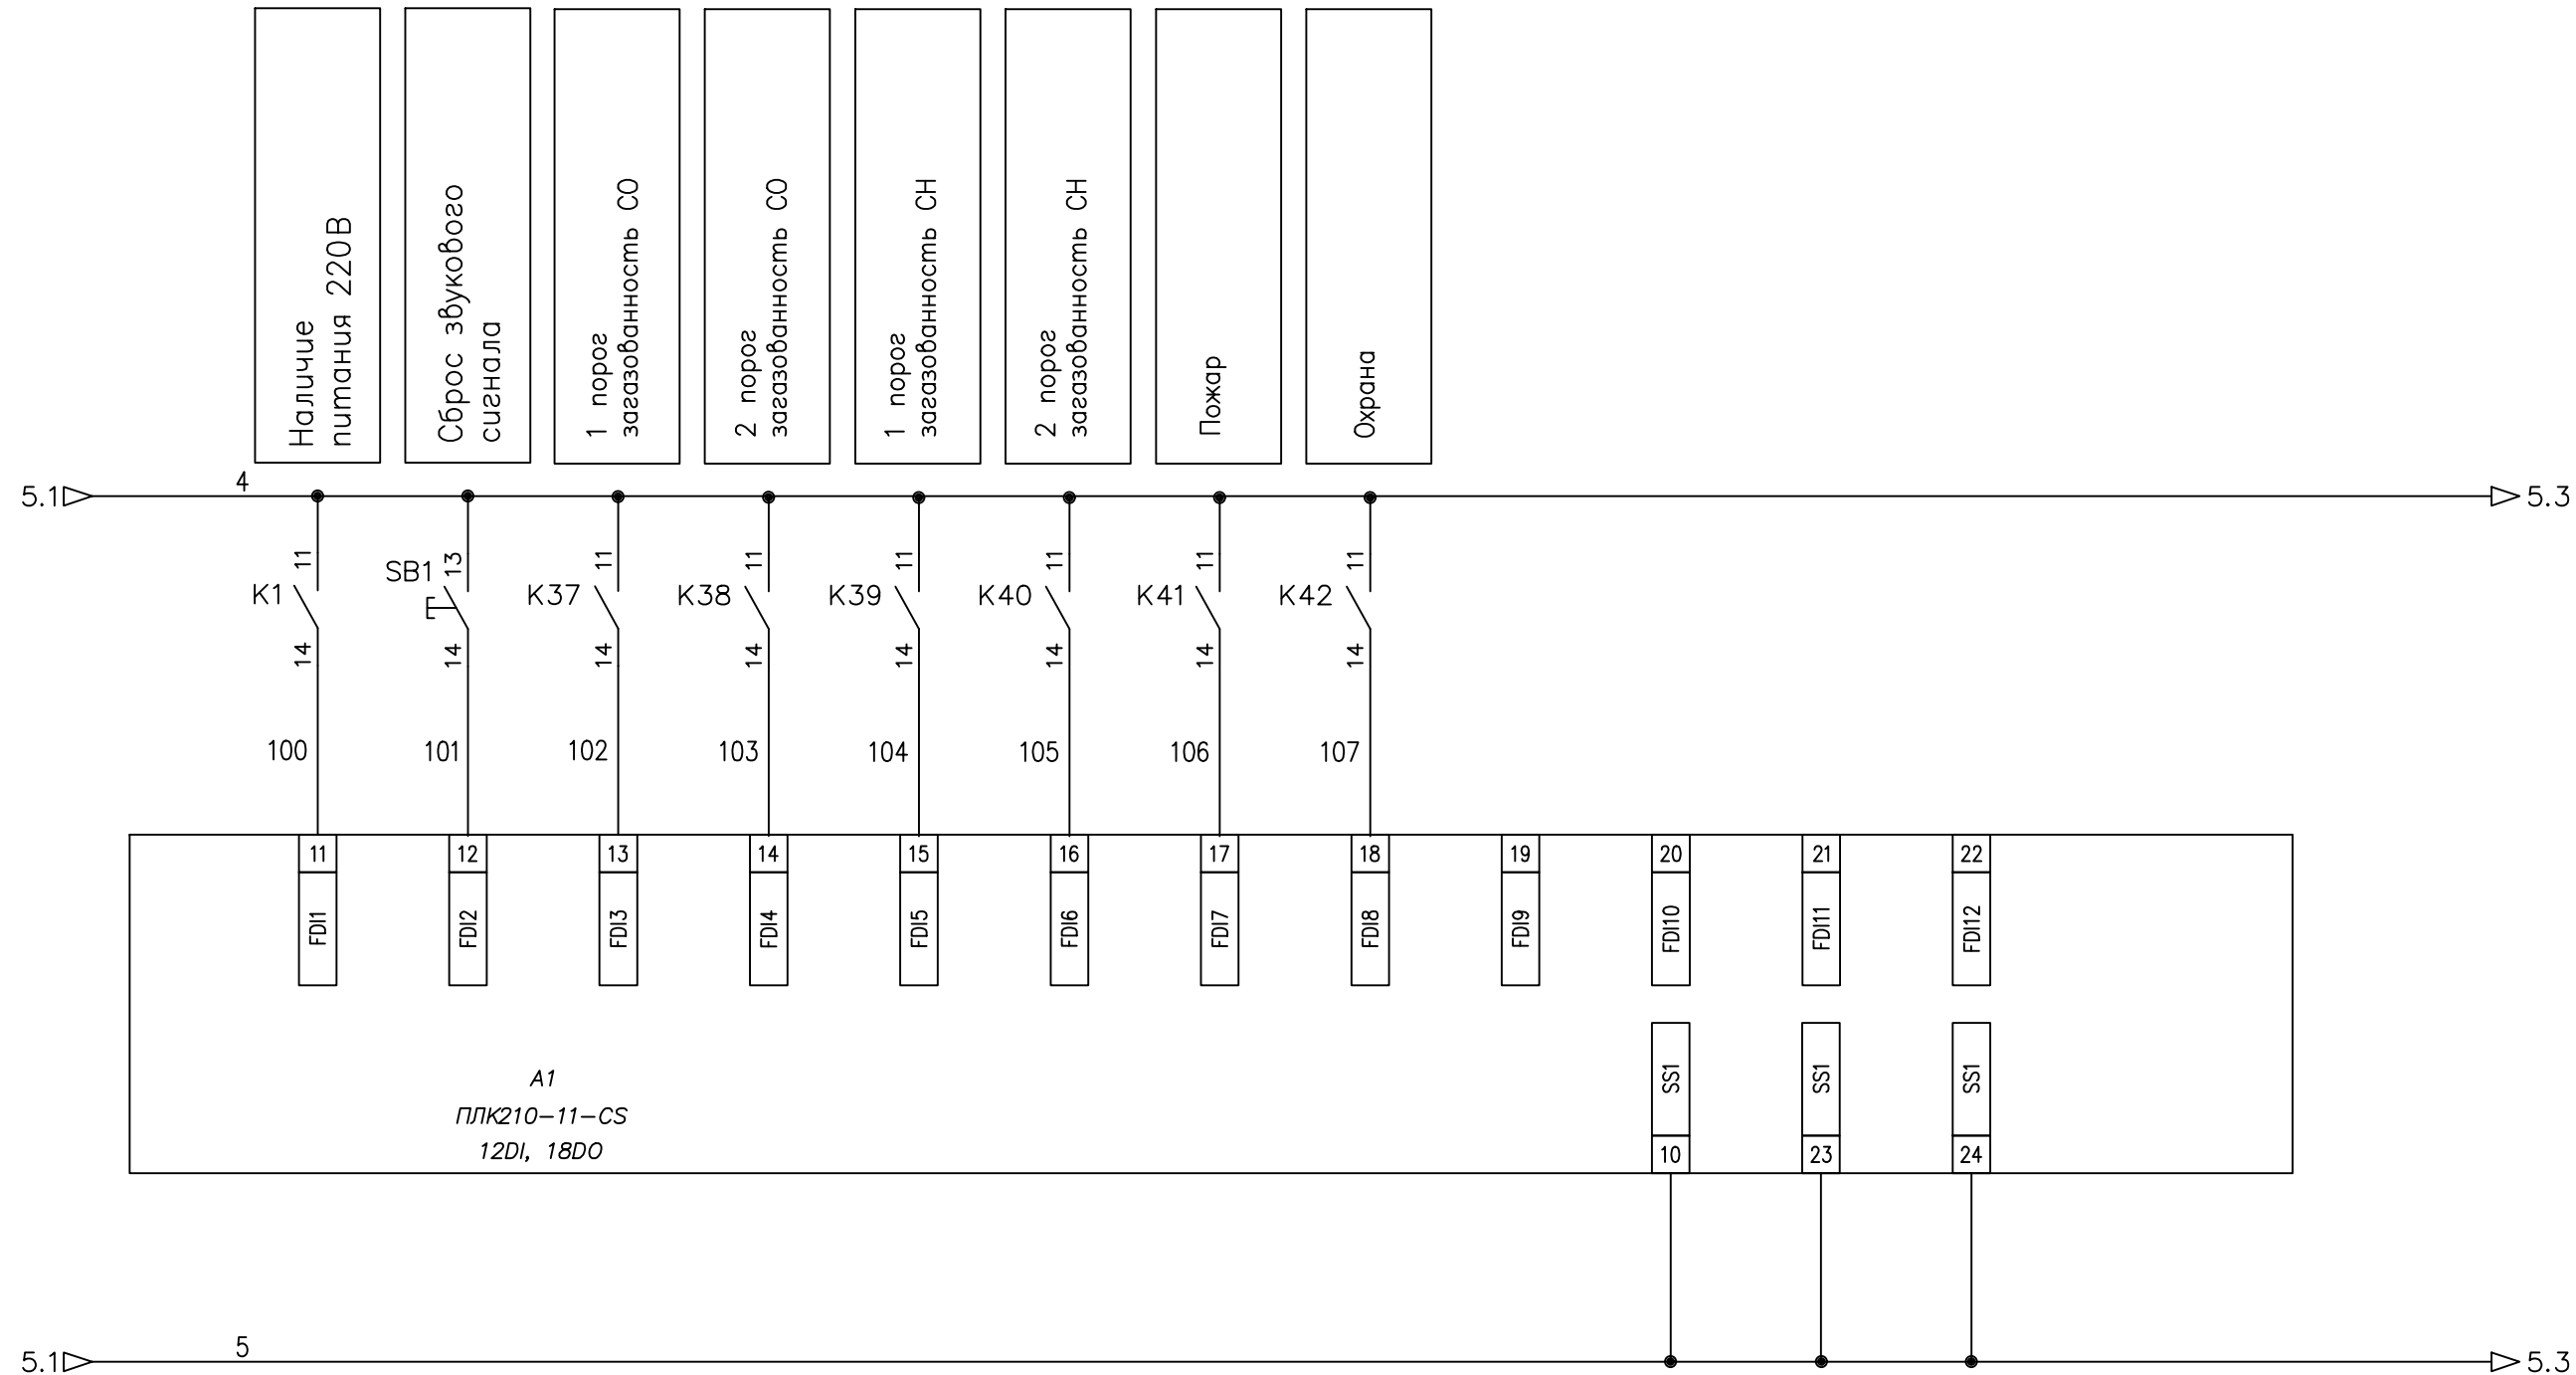 Наличие
питания 220В
Сброс звукового
сигнала
1 порог
загазованность CO
2 порог
загазованность CO
1 порог
загазованность CH
2 порог
загазованность CH
Пожар
Охрана
5.1
4
5.3
11
13
11
11
11
11
11
11
K1
SB1
K37
K38
K39
K40
K41
K42
14
14
14
14
14
14
14
14
100
101
102
103
104
105
106
107
11
12
13
14
15
16
17
18
19
20
21
22
FDI1
FDI2
FDI3
FDI4
FDI5
FDI6
FDI7
FDI8
FDI9
FDI10
FDI11
FDI12
SS1
SS1
SS1
A1
ПЛК210-11-CS
12DI, 18DO
10
23
24
5.1
5
5.3